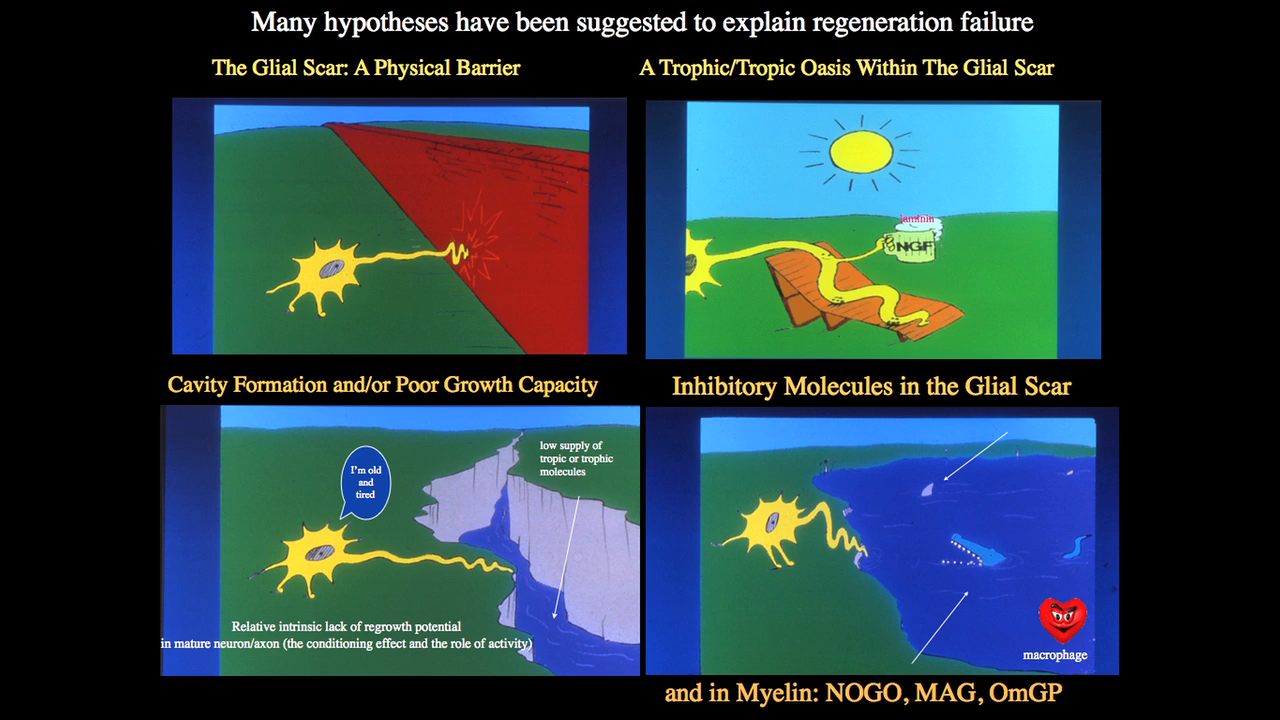 Many hypotheses have been suggested to explain regeneration failure
The Glial Scar: A Physical Barrier
A Trophic/Tropic Oasis Within The Glial Scar
laminin
NGF
Cavity Formation and/or Poor Growth Capacity
Inhibitory Molecules in the Glial Scar
I'm old
and
tired
low supply of
tropic or trophic
molecules
Relative intrinsic lack of regrowth potential
in mature neuron/axon (the conditioning effect and the role of activity)
macrophage
and in Myelin: NOGO, MAG, OmGP